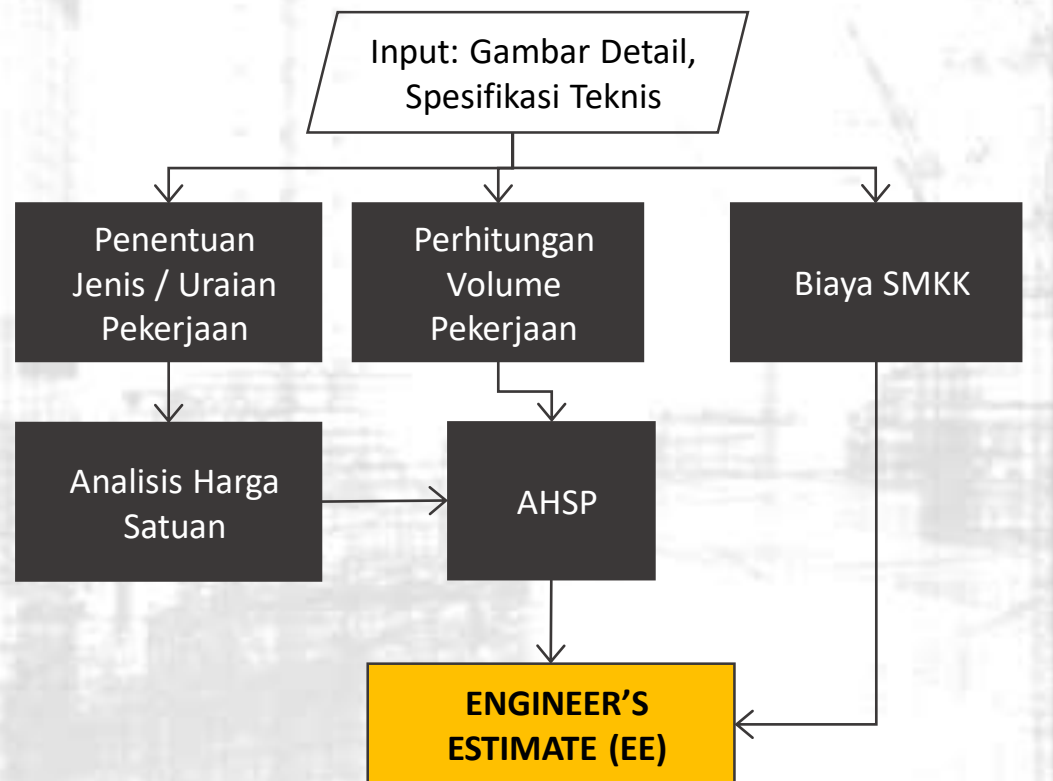 Input: Gambar Detail,
Spesifikasi Teknis
Penentuan
Jenis / Uraian
Pekerjaan
Perhitungan
Volume
Pekerjaan
Biaya SMKK
Analisis Harga
Satuan
AHSP
ENGINEER’S
ESTIMATE (EE)